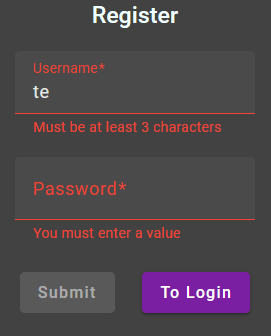 Register
Username*
te
Must be at least 3 characters
Password*
You must enter a value
Submit
To Login